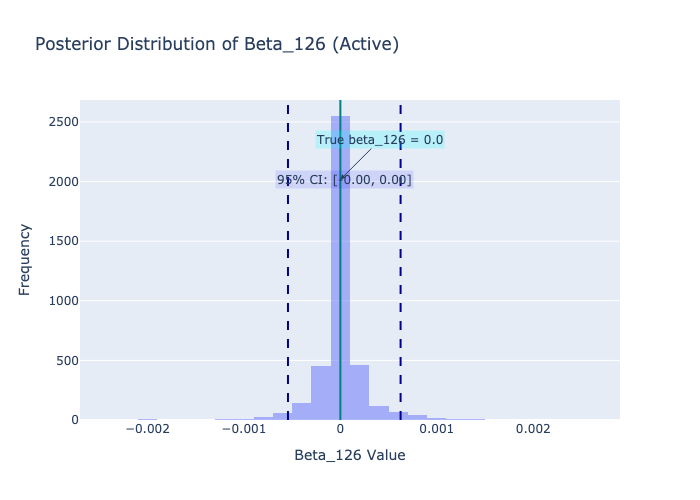 Posterior Distribution of Beta_126 (Active)
2500
True beta_126 = 0.0
2000
95% CI: [-0.00, 0.00]
1500
1000
500
0
Frequency
−0.002
−0.001
0
0.001
0.002
Beta_126 Value